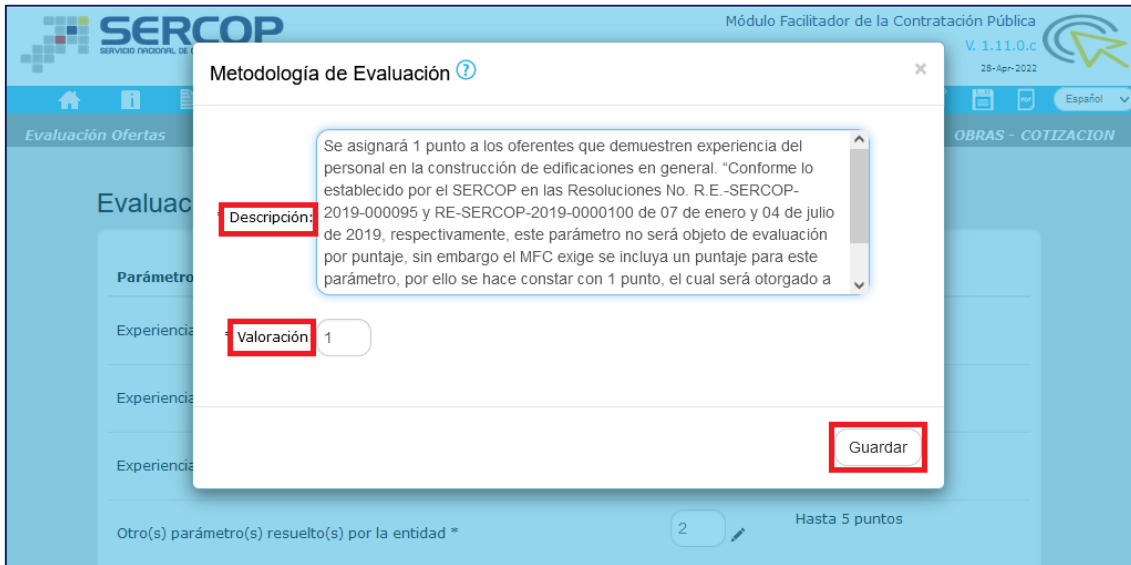 SERCOP
Módulo Facilitador de la Contratación Pública
SERVICIO NACIONAL DE
V. 1.11.0.c
28-Apr-2022
Metodología de Evaluación ?
×
Español
Evaluación Ofertas
OBRAS - COTIZACION
Evaluac
* Descripción:
Se asignará 1 punto a los oferentes que demuestren experiencia del
personal en la construcción de edificaciones en general. “Conforme lo
establecido por el SERCOP en las Resoluciones No. R.E.-SERCOP-
2019-000095 y RE-SERCOP-2019-0000100 de 07 de enero y 04 de julio
de 2019, respectivamente, este parámetro no será objeto de evaluación
por puntaje, sin embargo el MFC exige se incluya un puntaje para este
parámetro, por ello se hace constar con 1 punto, el cual será otorgado a
Parámetro
Experiencia
* Valoración
1
Experiencia
Guardar
Experiencia
Otro(s) parámetro(s) resuelto(s) por la entidad *
2
Hasta 5 puntos